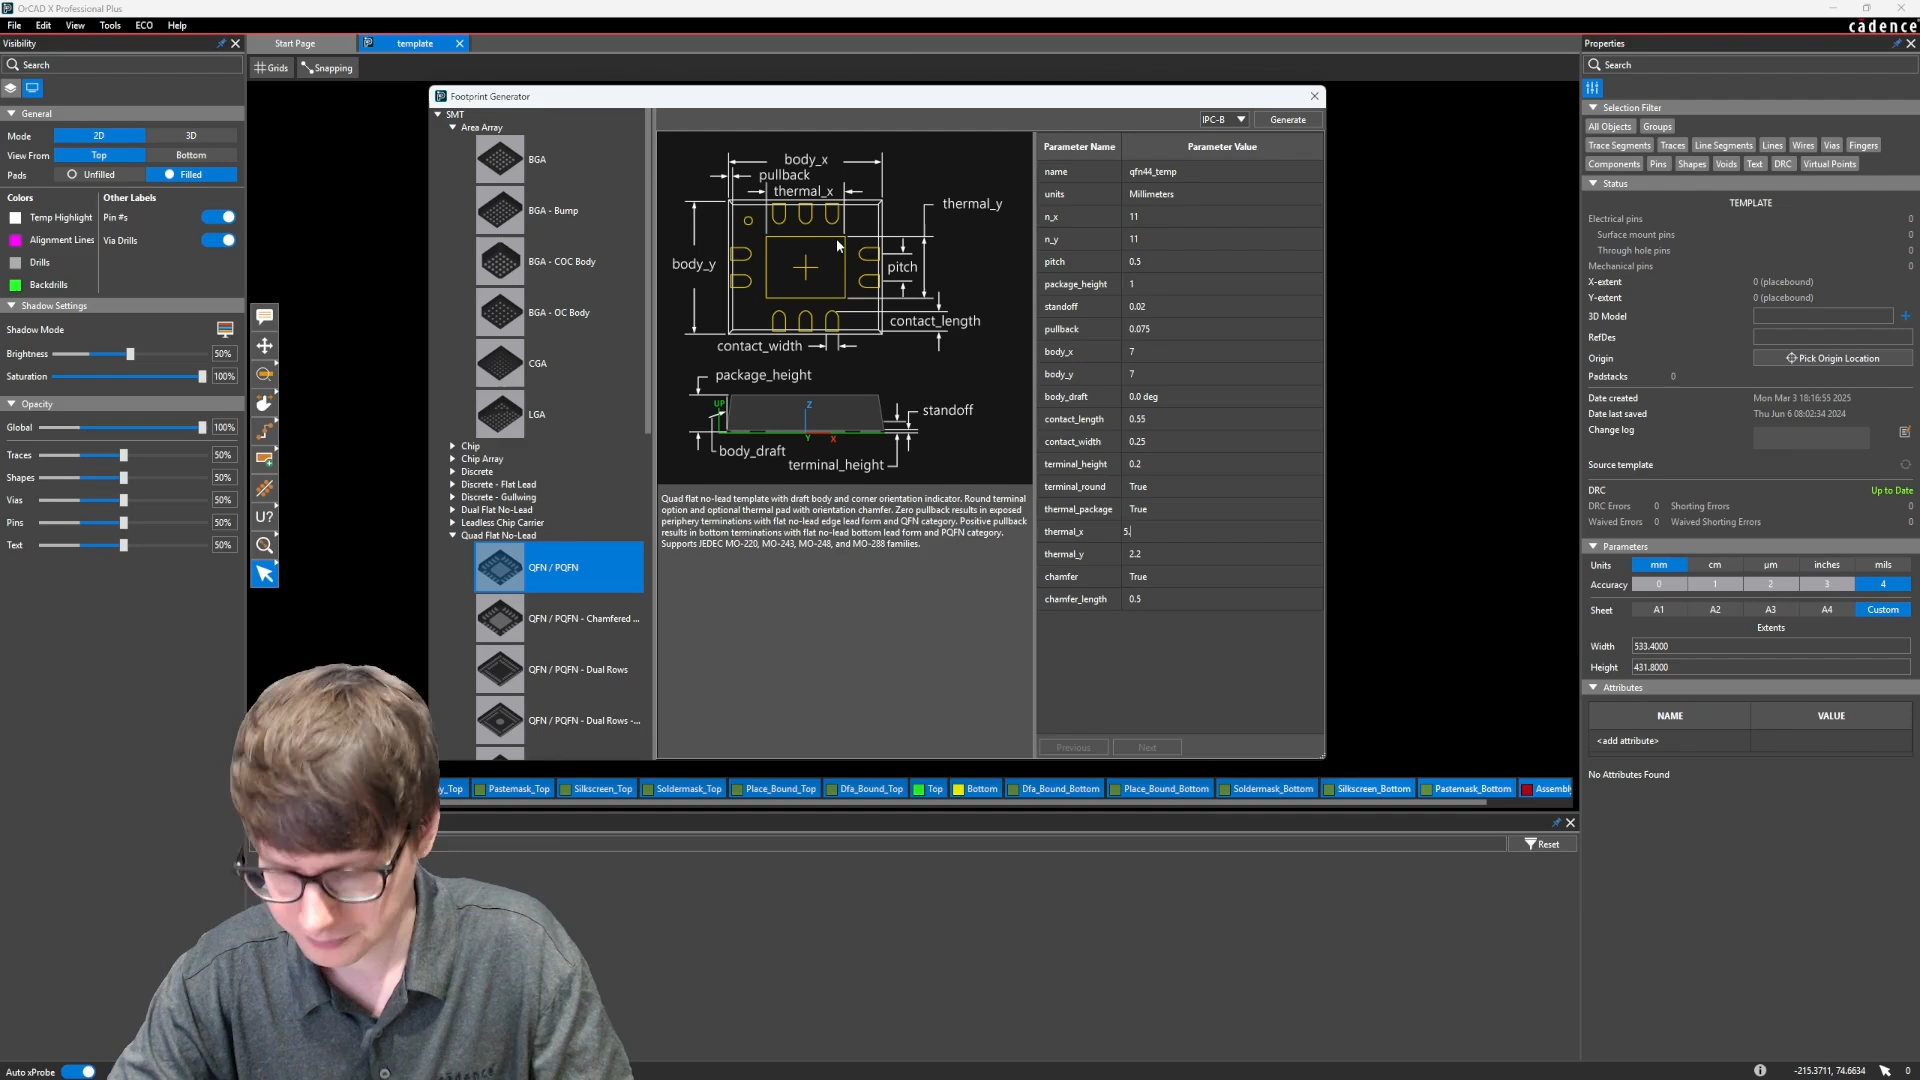 OrCAD X Professional Plus
File Edit View Tools ECO Help
cādence
Visibility
Start Page
template
Properties
Search
Grids
Snapping
Search
General
Mode 2D 3D
View From Top Bottom
Pads Unfilled Filled
Colors Other Labels
Temp Highlight Pin #s
Alignment Lines Via Drills
Drills
Backdrills
Shadow Settings
Shadow Mode
Brightness 50%
Saturation 100%
Opacity
Global 100%
Traces 50%
Shapes 50%
Vias 50%
Pins 50%
Text 50%
U?
Footprint Generator
SMT
Area Array
BGA
BGA - Bump
BGA - COC Body
BGA - OC Body
CGA
LGA
Chip
Chip Array
Discrete
Discrete - Flat Lead
Discrete - Gullwing
Dual Flat No-Lead
Leadless Chip Carrier
Quad Flat No-Lead
QFN / PQFN
QFN / PQFN - Chamfered ...
QFN / PQFN - Dual Rows
QFN / PQFN - Dual Rows -...
IPC-B Generate
body_x
pullback
thermal_x
thermal_y
body_y
pitch
contact_length
contact_width
package_height
standoff
UP
Z
Y X
body_draft
terminal_height
Quad flat no-lead template with draft body and corner orientation indicator. Round terminal
option and optional thermal pad with orientation chamfer. Zero pullback results in exposed
periphery terminations with flat no-lead edge lead form and QFN category. Positive pullback
results in bottom terminations with flat no-lead bottom lead form and PQFN category.
Supports JEDEC MO-220, MO-243, MO-248, and MO-288 families.
Parameter Name Parameter Value
name qfn44_temp
units Millimeters
n_x 11
n_y 11
pitch 0.5
package_height 1
standoff 0.02
pullback 0.075
body_x 7
body_y 7
body_draft 0.0 deg
contact_length 0.55
contact_width 0.25
terminal_height 0.2
terminal_round True
thermal_package True
thermal_x 5.
thermal_y 2.2
chamfer True
chamfer_length 0.5
Previous Next
y_Top Pastemask_Top Silkscreen_Top Soldermask_Top Place_Bound_Top Dfa_Bound_Top Top Bottom Dfa_Bound_Bottom Place_Bound_Bottom Soldermask_Bottom Silkscreen_Bottom Pastemask_Bottom Assembl
Reset
Selection Filter
All Objects Groups
Trace Segments Traces Line Segments Lines Wires Vias Fingers
Components Pins Shapes Voids Text DRC Virtual Points
Status
TEMPLATE
Electrical pins 0
Surface mount pins 0
Through hole pins 0
Mechanical pins 0
X-extent 0 (placebound)
Y-extent 0 (placebound)
3D Model
RefDes
Origin Pick Origin Location
Padstacks 0
Date created Mon Mar 3 18:16:55 2025
Date last saved Thu Jun 6 08:02:34 2024
Change log
Source template
DRC Up to Date
DRC Errors 0 Shorting Errors 0
Waived Errors 0 Waived Shorting Errors 0
Parameters
Units mm cm μm inches mils
Accuracy 0 1 2 3 4
Sheet A1 A2 A3 A4 Custom
Extents
Width 533.4000
Height 431.8000
Attributes
NAME VALUE
<add attribute>
No Attributes Found
Auto xProbe
-215.3711, 74.6634 0
cādence